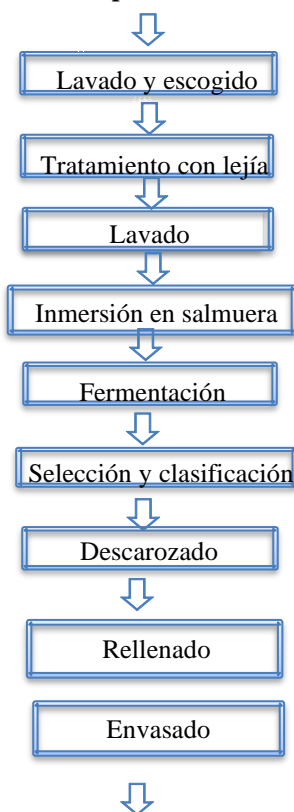 Lavado y escogido
Tratamiento con lejía
Lavado
Inmersión en salmuera
Fermentación
Selección y clasificación
Descarozado
Rellenado
Envasado